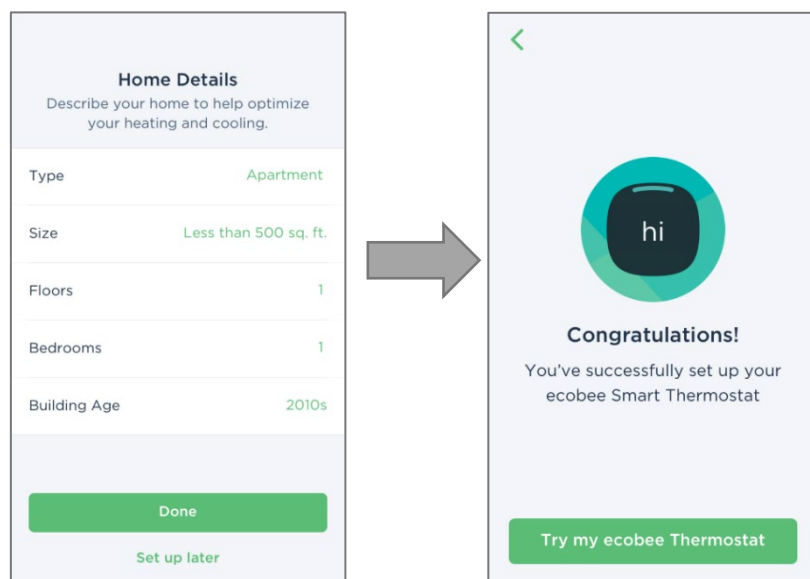 Home Details
Describe your home to help optimize
your heating and cooling.
Type Apartment
Size Less than 500 sq. ft.
Floors 1
Bedrooms 1
Building Age 2010s
Done
Set up later
hi
Congratulations!
You’ve successfully set up your
ecobee Smart Thermostat
Try my ecobee Thermostat